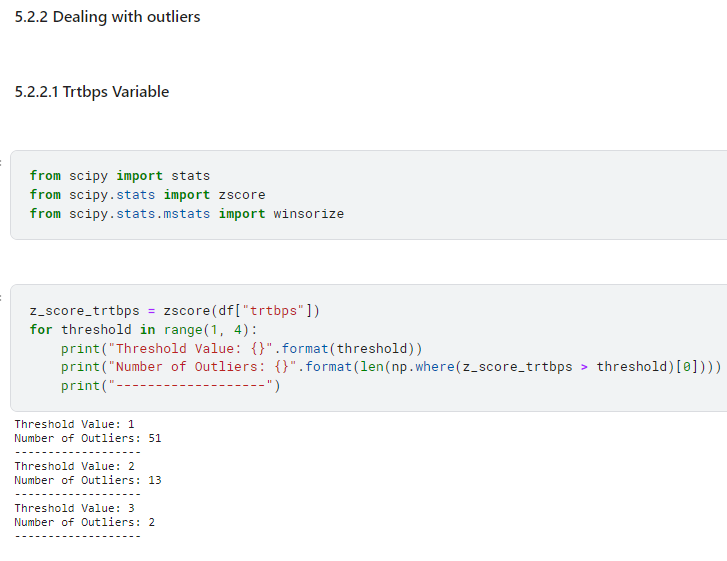 5.2.2 Dealing with outliers
5.2.2.1 Trtbps Variable
from scipy import stats
from scipy.stats import zscore
from scipy.stats.mstats import winsorize
z_score_trtbps = zscore(df["trtbps"])
for threshold in range(1, 4):
    print("Threshold Value: {}".format(threshold))
    print("Number of Outliers: {}".format(len(np.where(z_score_trtbps > threshold)[0])))
    print("-------------------")
Threshold Value: 1
Number of Outliers: 51
-------------------
Threshold Value: 2
Number of Outliers: 13
-------------------
Threshold Value: 3
Number of Outliers: 2
-------------------